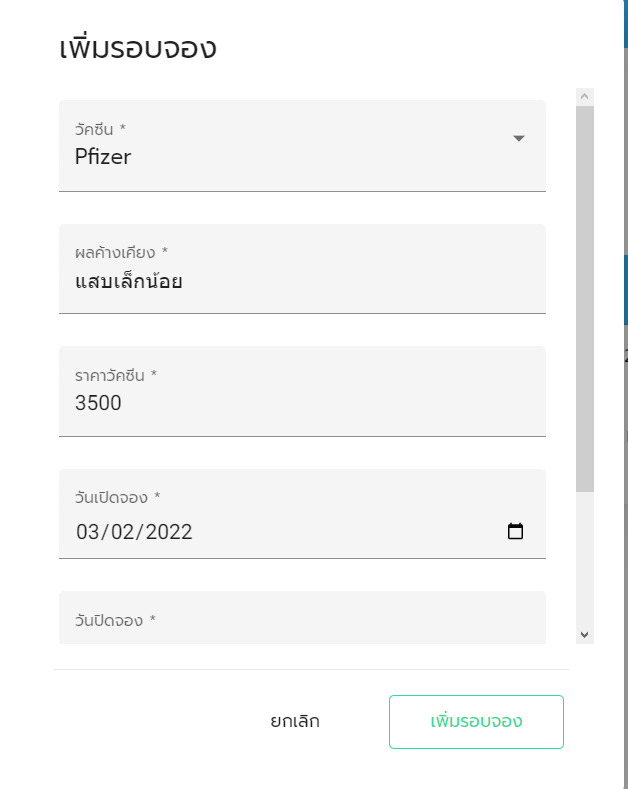 เพิ่มรอบจอง
วัคซีน *
Pfizer
ผลค้างเคียง *
แสบเล็กน้อย
ราคาวัคซีน *
3500
วันเปิดจอง *
03/02/2022
วันปิดจอง *
ยกเลิก
เพิ่มรอบจอง